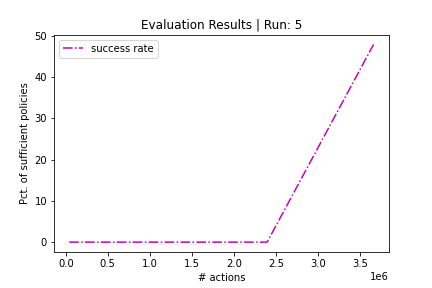 Evaluation Results | Run: 5
success rate
Pct. of sufficient policies
50
40
30
20
10
0
0.0 0.5 1.0 1.5 2.0 2.5 3.0 3.5
1e6
# actions